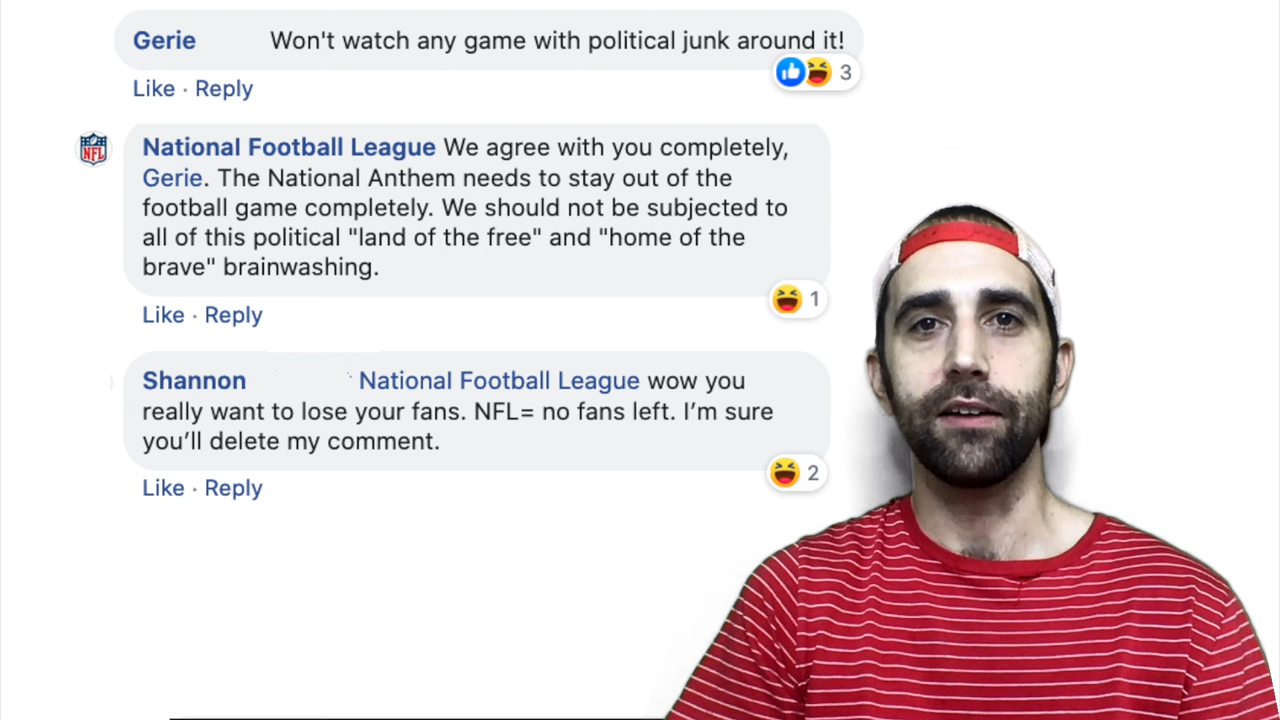 Gerie Won't watch any game with political junk around it!
3
Like · Reply
NFL
National Football League We agree with you completely,
Gerie. The National Anthem needs to stay out of the
football game completely. We should not be subjected to
all of this political "land of the free" and "home of the
brave" brainwashing.
1
Like · Reply
Shannon National Football League wow you
really want to lose your fans. NFL= no fans left. I’m sure
you’ll delete my comment.
2
Like · Reply